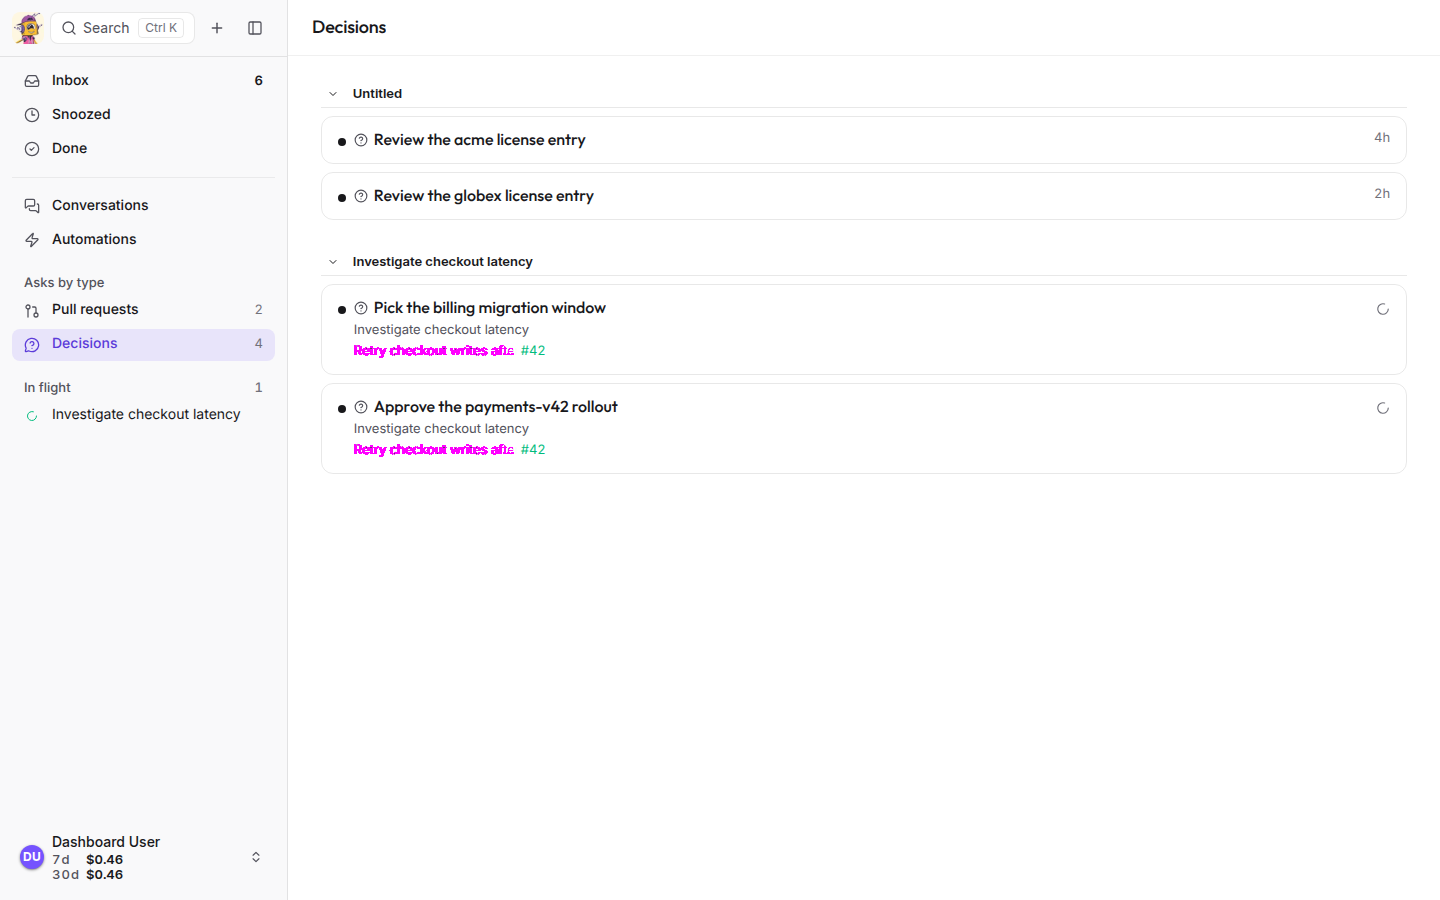 Search Ctrl K
Inbox 6
Snoozed
Done
Conversations
Automations
Asks by type
Pull requests 2
Decisions 4
In flight 1
Investigate checkout latency
Dashboard User
DU
7d $0.46
30d $0.46
Decisions
Untitled
Review the acme license entry 4h
Review the globex license entry 2h
Investigate checkout latency
Pick the billing migration window
Investigate checkout latency
Retry checkout writes afte #42
Approve the payments-v42 rollout
Investigate checkout latency
Retry checkout writes afte #42